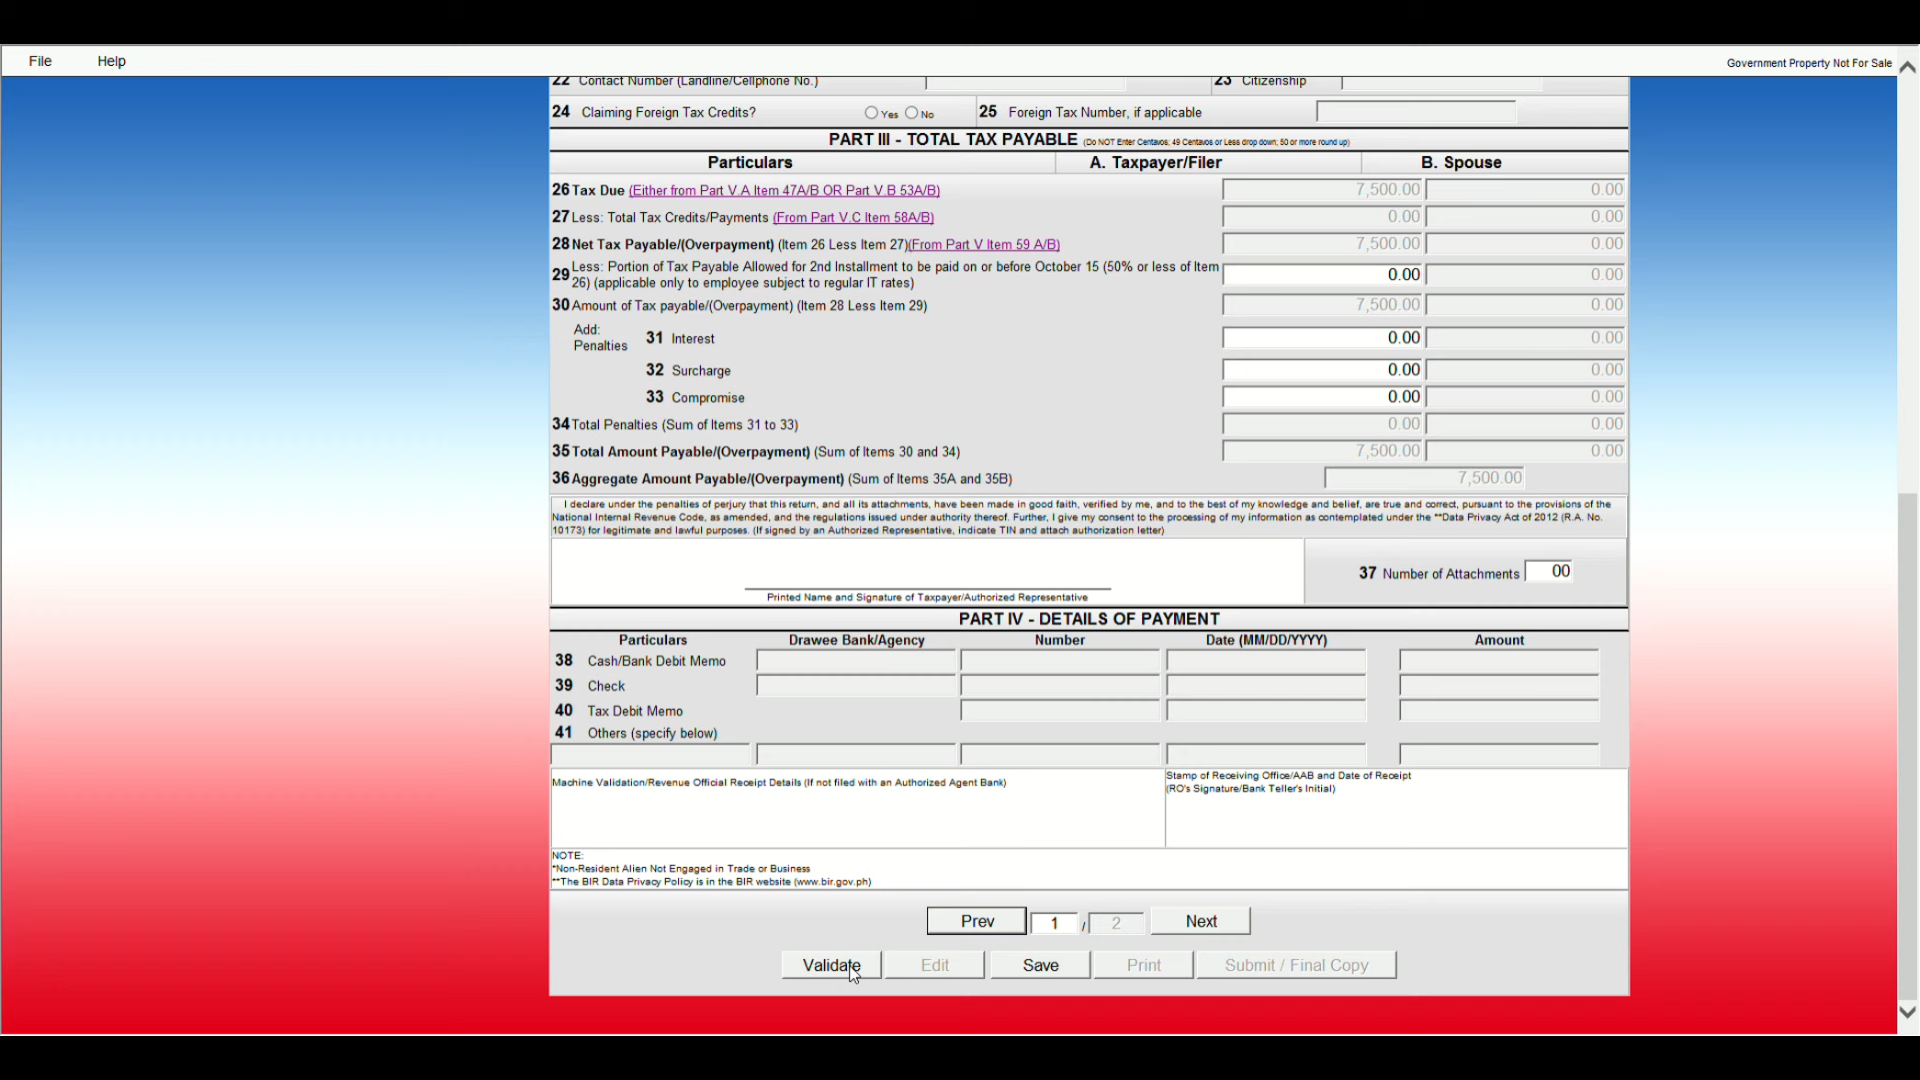 File Help Government Property Not For Sale
22 Contact Number (Landline/Cellphone No.) 23 Citizenship
24 Claiming Foreign Tax Credits? Yes No 25 Foreign Tax Number, if applicable
PART III - TOTAL TAX PAYABLE (Do NOT Enter Centavos; 49 Centavos or Less drop down; 50 or more round up)
Particulars A. Taxpayer/Filer B. Spouse
26 Tax Due (Either from Part V.A Item 47A/B OR Part V.B 53A/B) 7,500.00 0.00
27 Less: Total Tax Credits/Payments (From Part V.C Item 58A/B) 0.00 0.00
28 Net Tax Payable/(Overpayment) (Item 26 Less Item 27)(From Part V Item 59 A/B) 7,500.00 0.00
29 Less: Portion of Tax Payable Allowed for 2nd Installment to be paid on or before October 15 (50% or less of Item
26) (applicable only to employee subject to regular IT rates) 0.00 0.00
30 Amount of Tax payable/(Overpayment) (Item 28 Less Item 29) 7,500.00 0.00
Add:
Penalties 31 Interest 0.00 0.00
32 Surcharge 0.00 0.00
33 Compromise 0.00 0.00
34 Total Penalties (Sum of Items 31 to 33) 0.00 0.00
35 Total Amount Payable/(Overpayment) (Sum of Items 30 and 34) 7,500.00 0.00
36 Aggregate Amount Payable/(Overpayment) (Sum of Items 35A and 35B) 7,500.00
I declare under the penalties of perjury that this return, and all its attachments, have been made in good faith, verified by me, and to the best of my knowledge and belief, are true and correct, pursuant to the provisions of the
National Internal Revenue Code, as amended, and the regulations issued under authority thereof. Further, I give my consent to the processing of my information as contemplated under the **Data Privacy Act of 2012 (R.A. No.
10173) for legitimate and lawful purposes. (If signed by an Authorized Representative, indicate TIN and attach authorization letter)
37 Number of Attachments 00
Printed Name and Signature of Taxpayer/Authorized Representative
PART IV - DETAILS OF PAYMENT
Particulars Drawee Bank/Agency Number Date (MM/DD/YYYY) Amount
38 Cash/Bank Debit Memo
39 Check
40 Tax Debit Memo
41 Others (specify below)
Machine Validation/Revenue Official Receipt Details (If not filed with an Authorized Agent Bank)
Stamp of Receiving Office/AAB and Date of Receipt
(RO's Signature/Bank Teller's Initial)
NOTE:
*Non-Resident Alien Not Engaged in Trade or Business
**The BIR Data Privacy Policy is in the BIR website (www.bir.gov.ph)
Prev 1 / 2 Next
Validate Edit Save Print Submit / Final Copy